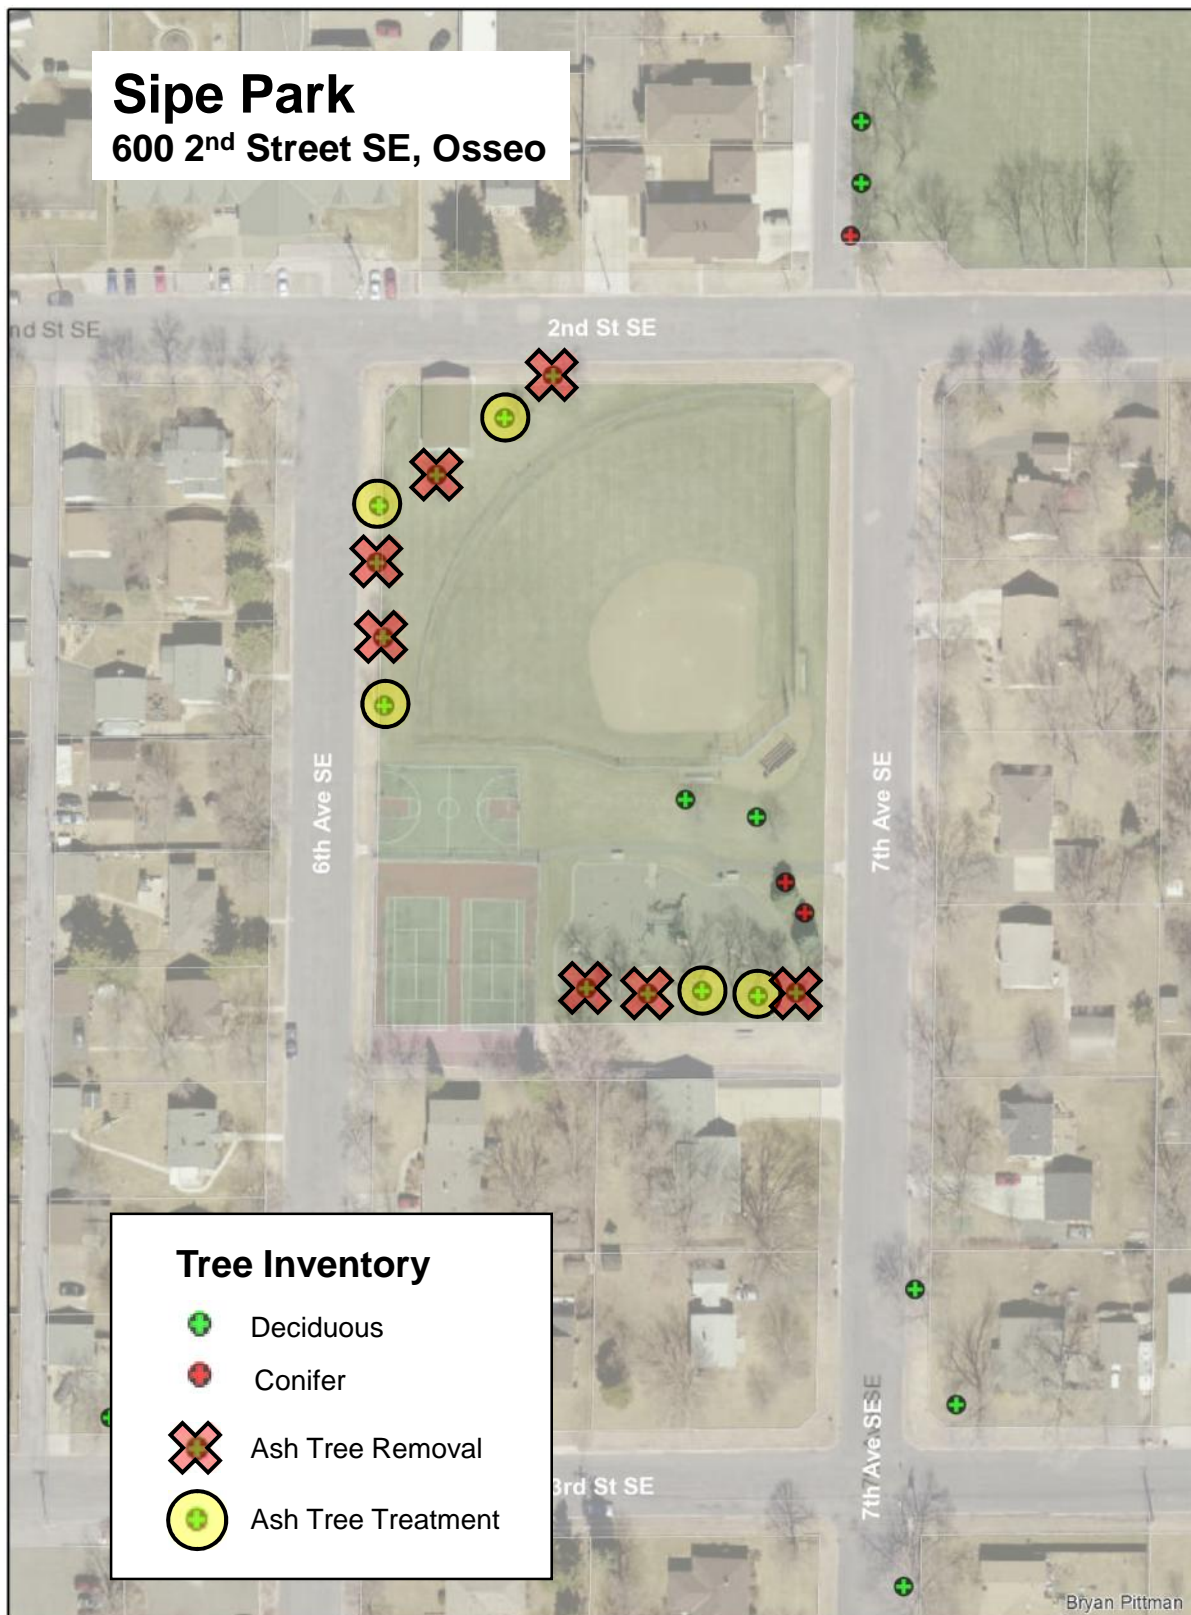 Sipe Park
600 2nd Street SE, Osseo
nd St SE
2nd St SE
6th Ave SE
7th Ave SE
Tree Inventory
Deciduous
Conifer
Ash Tree Removal
Ash Tree Treatment
3rd St SE
7th Ave SE
Bryan Pittman